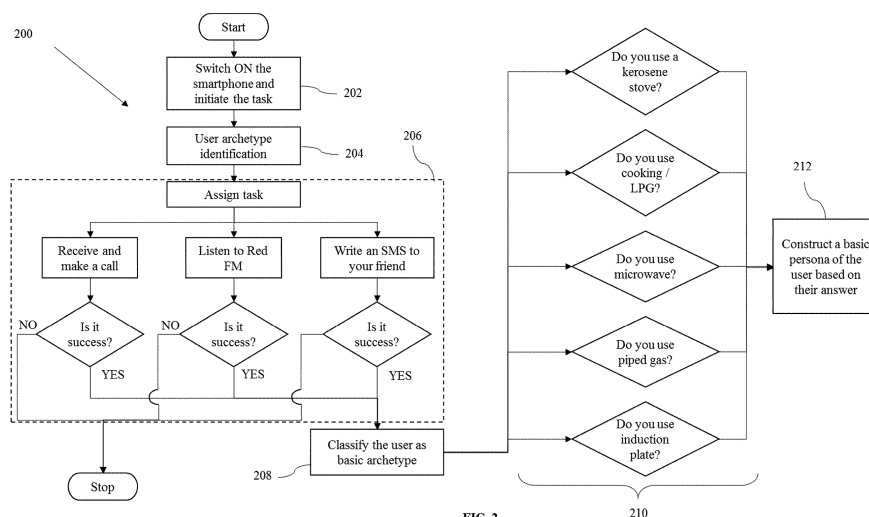 200
Start
Switch ON the
smartphone and
initiate the task
202
User archetype
identification
204
206
Assign task
Receive and
make a call
Listen to Red
FM
Write an SMS to
your friend
NO
Is it
success?
YES
NO
Is it
success?
YES
Is it
success?
YES
Stop
Classify the user as
basic archetype
208
Do you use a
kerosene
stove?
Do you use
cooking /
LPG?
Do you use
microwave?
Do you use
piped gas?
Do you use
induction
plate?
210
212
Construct a basic
persona of the
user based on
their answer
FIG. 2